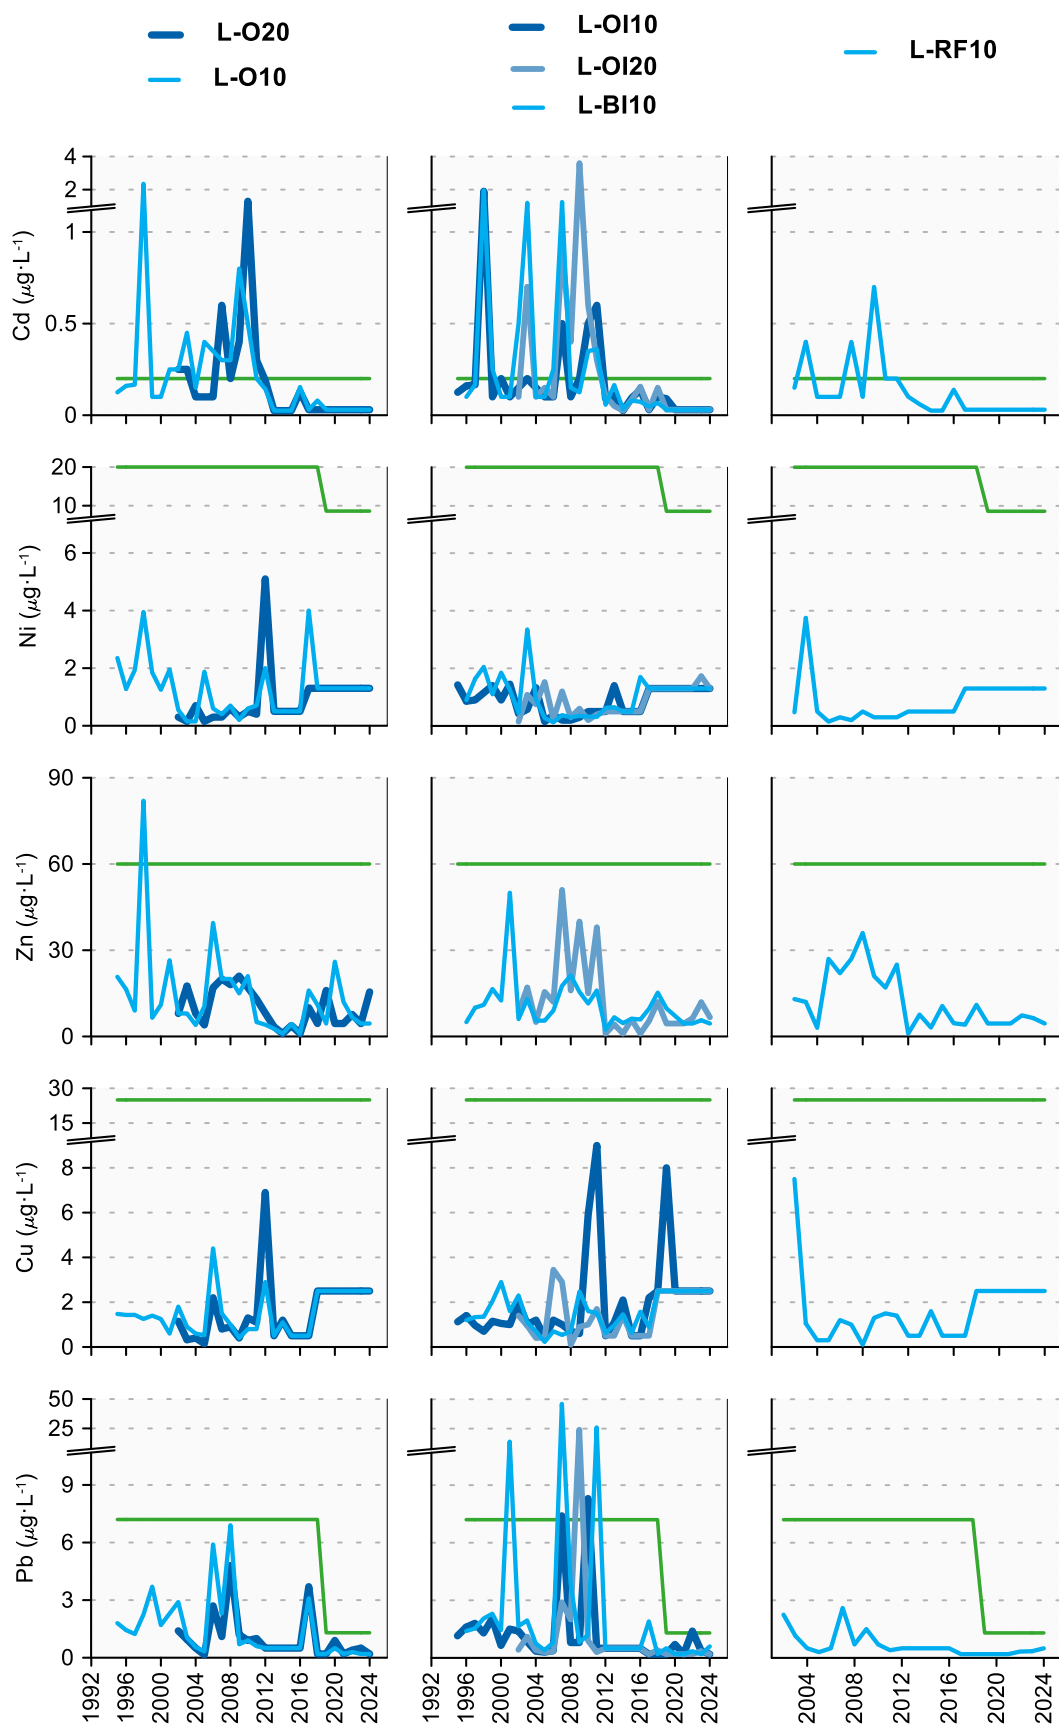 L-O20
L-O10
L-OI10
L-OI20
L-BI10
L-RF10
Cd (µg·L-1)
4
2
1
0.5
0
Ni (µg·L-1)
20
10
6
4
2
0
Zn (µg·L-1)
90
60
30
0
Cu (µg·L-1)
30
15
8
6
4
2
0
Pb (µg·L-1)
50
25
9
6
3
0
1992 1996 2000 2004 2008 2012 2016 2020 2024
1992 1996 2000 2004 2008 2012 2016 2020 2024
2004 2008 2012 2016 2020 2024